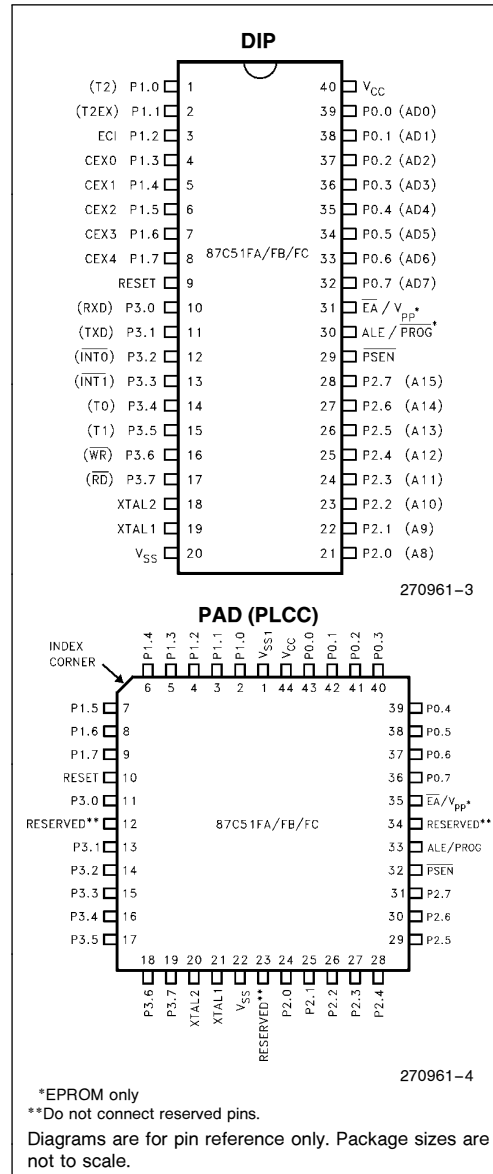 DIP
(T2) P1.0 1 40 VCC
(T2EX) P1.1 2 39 P0.0 (AD0)
ECI P1.2 3 38 P0.1 (AD1)
CEX0 P1.3 4 37 P0.2 (AD2)
CEX1 P1.4 5 36 P0.3 (AD3)
CEX2 P1.5 6 35 P0.4 (AD4)
CEX3 P1.6 7 34 P0.5 (AD5)
87C51FA/FB/FC
CEX4 P1.7 8 33 P0.6 (AD6)
RESET 9 32 P0.7 (AD7)
(RXD) P3.0 10 31 EA/VPP*
(TXD) P3.1 11 30 ALE/PROG*
(INT0) P3.2 12 29 PSEN
(INT1) P3.3 13 28 P2.7 (A15)
(T0) P3.4 14 27 P2.6 (A14)
(T1) P3.5 15 26 P2.5 (A13)
(WR) P3.6 16 25 P2.4 (A12)
(RD) P3.7 17 24 P2.3 (A11)
XTAL2 18 23 P2.2 (A10)
XTAL1 19 22 P2.1 (A9)
VSS 20 21 P2.0 (A8)
270961-3
PAD (PLCC)
INDEX
CORNER
P1.4 P1.3 P1.2 P1.1 P1.0 VSS1 VCC P0.0 P0.1 P0.2 P0.3
6 5 4 3 2 1 44 43 42 41 40
P1.5 7 39 P0.4
P1.6 8 38 P0.5
P1.7 9 37 P0.6
RESET 10 36 P0.7
P3.0 11 35 EA/VPP*
RESERVED** 12 87C51FA/FB/FC 34 RESERVED**
P3.1 13 33 ALE/PROG
P3.2 14 32 PSEN
P3.3 15 31 P2.7
P3.4 16 30 P2.6
P3.5 17 29 P2.5
18 19 20 21 22 23 24 25 26 27 28
P3.6 P3.7 XTAL2 XTAL1 VSS RESERVED** P2.0 P2.1 P2.2 P2.3 P2.4
270961-4
*EPROM only
**Do not connect reserved pins.
Diagrams are for pin reference only. Package sizes are
not to scale.